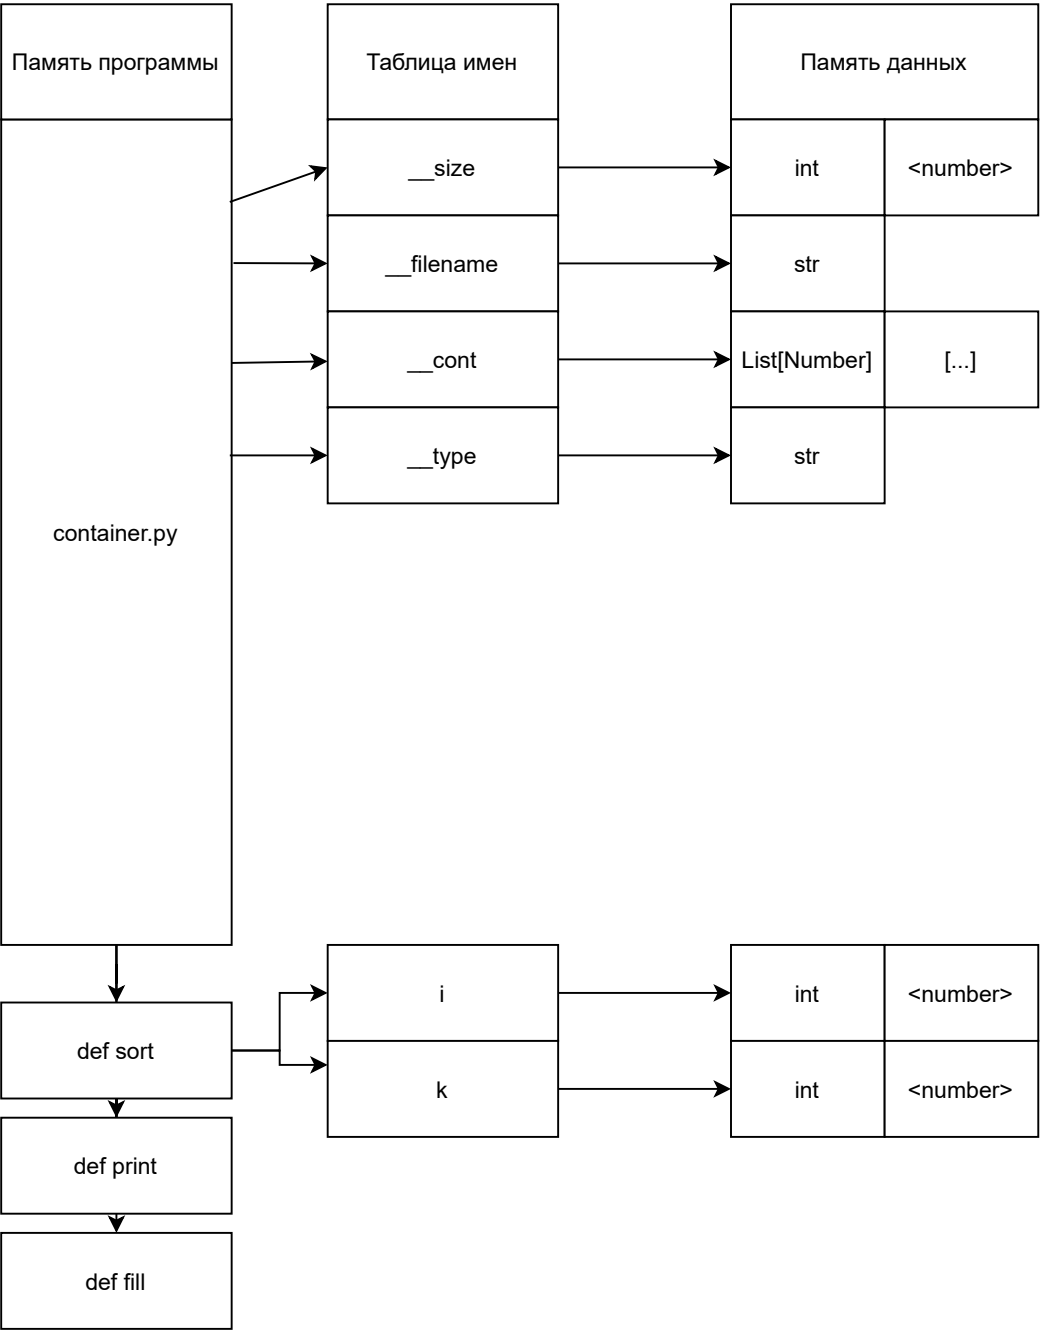 Память программы
Таблица имен
Память данных
__size
int
<number>
__filename
str
__cont
List[Number]
[...]
__type
str
container.py
i
int
<number>
def sort
k
int
<number>
def print
def fill